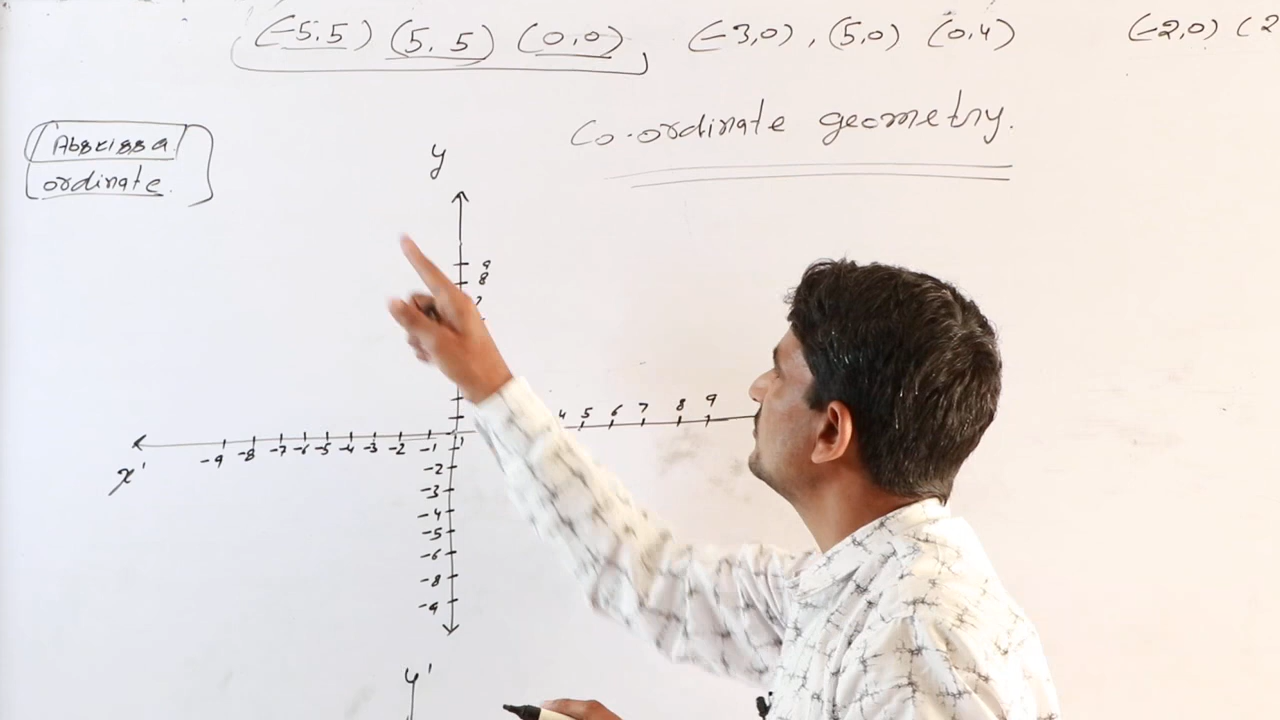 (-5,5) (5,5) (0,0) (-3,0), (5,0) (0,4) (-2,0) (2
Co-ordinate geometry.
Abscissa
ordinate.
y
9
8
7
4 5 6 7 8 9
x'
-9 -8 -7 -6 -5 -4 -3 -2 -1
-2
-3
-4
-5
-6
-8
-9
y'